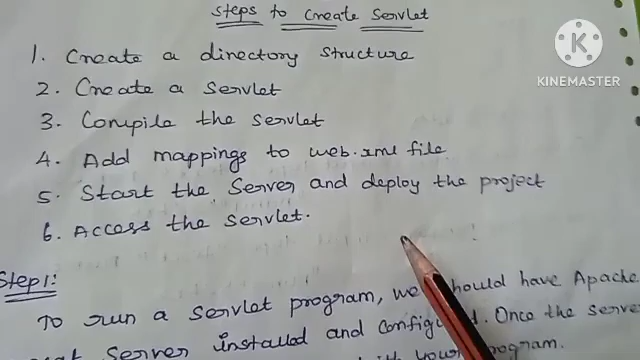 Steps to Create Servlet
1. Create a directory structure
2. Create a Servlet
3. Compile the servlet
4. Add mappings to web.xml file
5. Start the Server and deploy the project
6. Access the Servlet.
KINEMASTER
Step1:
To run a Servlet program, we should have Apache
Server installed and configured. Once the server
program.